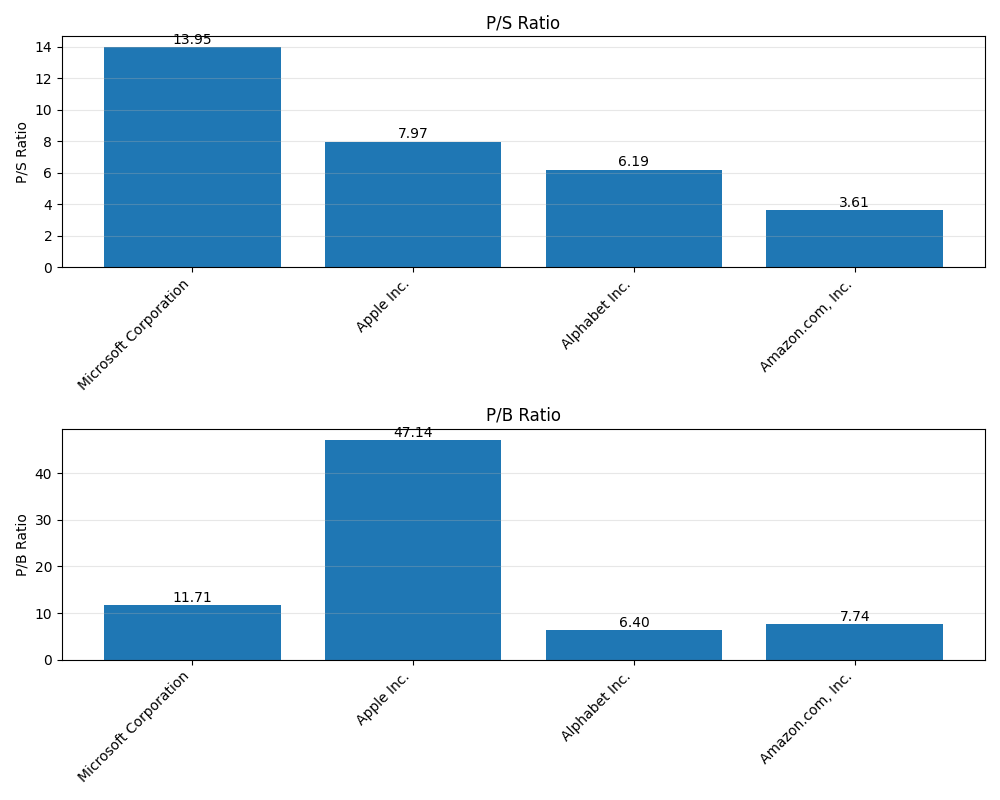 P/S Ratio
13.95
7.97
6.19
3.61
14
12
10
8
6
4
2
0
P/S Ratio
Microsoft Corporation
Apple Inc.
Alphabet Inc.
Amazon.com, Inc.
P/B Ratio
47.14
11.71
6.40
7.74
40
30
20
10
0
P/B Ratio
Microsoft Corporation
Apple Inc.
Alphabet Inc.
Amazon.com, Inc.